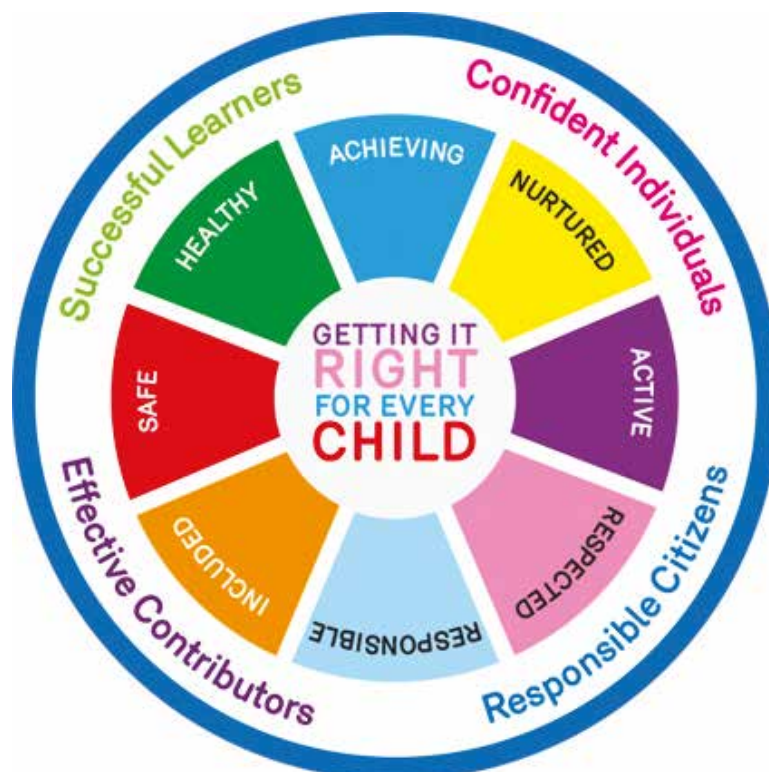 Successful Learners
Confident Individuals
ACHIEVING
NURTURED
ACTIVE
RESPECTED
RESPONSIBLE
INCLUDED
SAFE
HEALTHY
GETTING IT
RIGHT
FOR EVERY
CHILD
Effective Contributors
Responsible Citizens